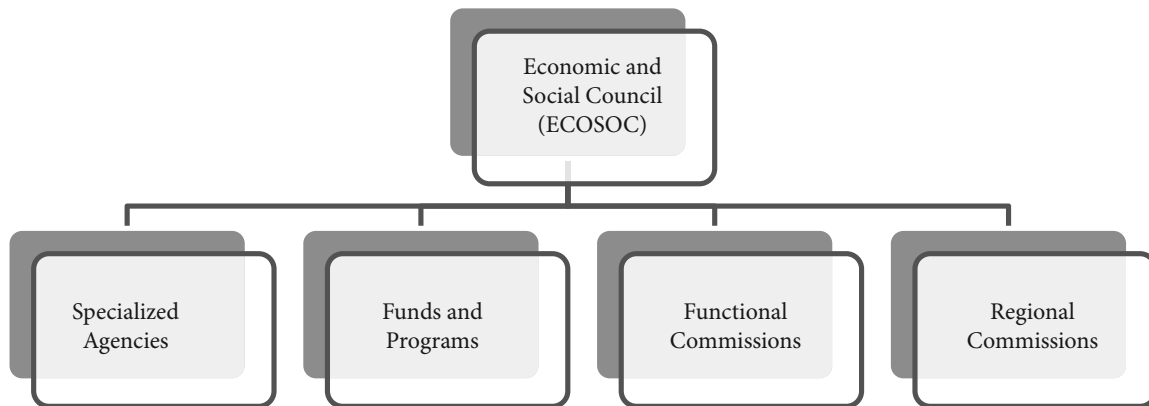 Economic and
Social Council
(ECOSOC)
Specialized
Agencies
Funds and
Programs
Functional
Commissions
Regional
Commissions